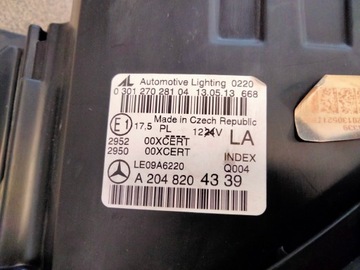 AL Automotive Lighting 0220
0 301 270 281 04 13.05.13 668
Made in Czech Republic
E1 17.5 PL 12V LA
2952 00XCERT
2950 00XCERT INDEX
LE09A6220 Q004
A 204 820 43 39